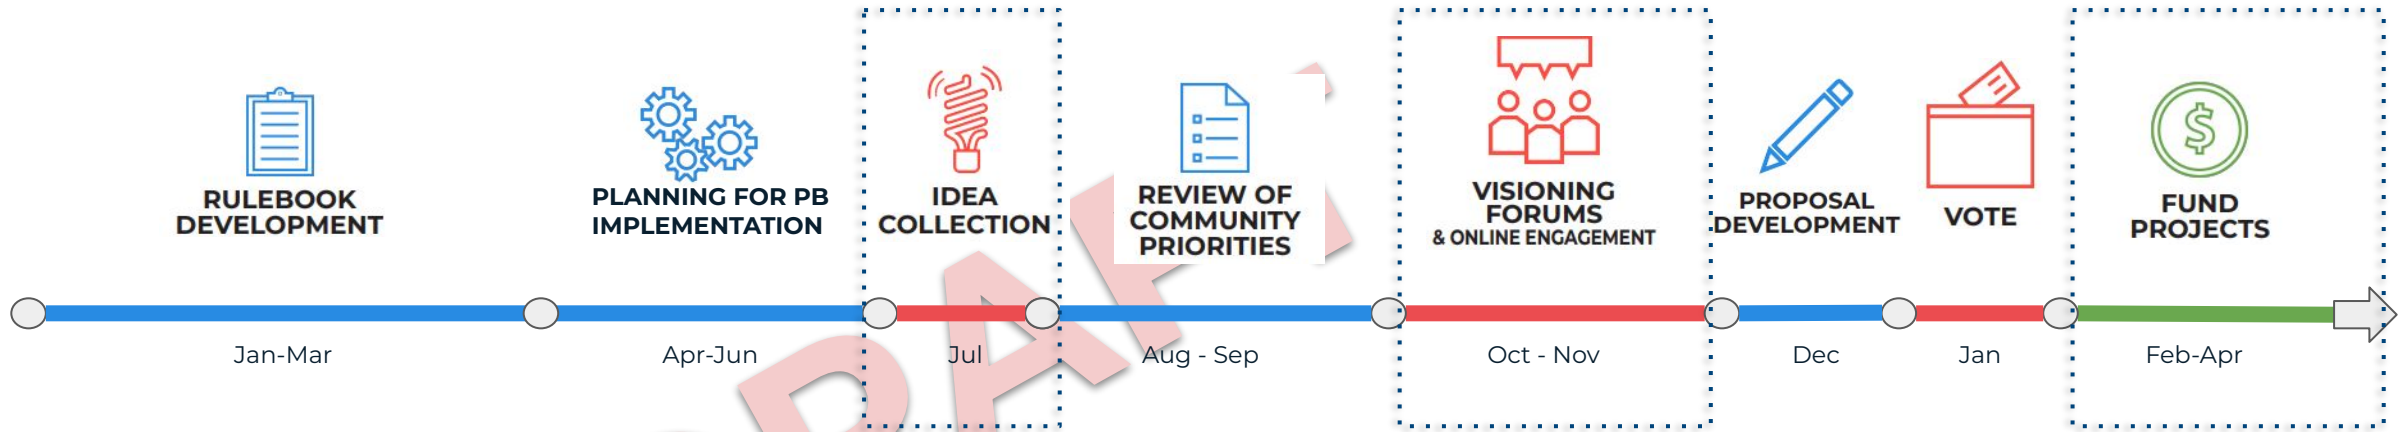 RULEBOOK
DEVELOPMENT
PLANNING FOR PB
IMPLEMENTATION
IDEA
COLLECTION
REVIEW OF
COMMUNITY
PRIORITIES
VISIONING
FORUMS
& ONLINE ENGAGEMENT
PROPOSAL
DEVELOPMENT
VOTE
$
FUND
PROJECTS
Jan-Mar
Apr-Jun
Jul
Aug - Sep
Oct - Nov
Dec
Jan
Feb-Apr
DRAFT